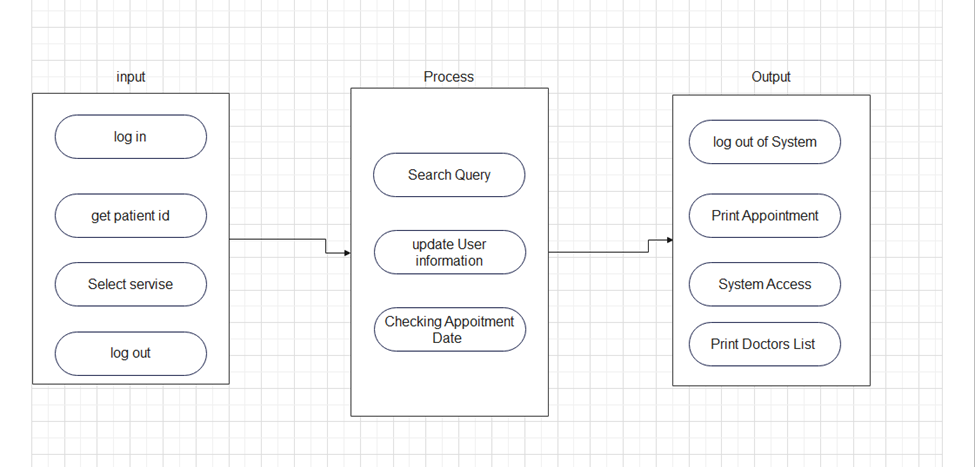 input
log in
get patient id
Select servise
log out
Process
Search Query
update User
information
Checking Appoitment
Date
Output
log out of System
Print Appointment
System Access
Print Doctors List